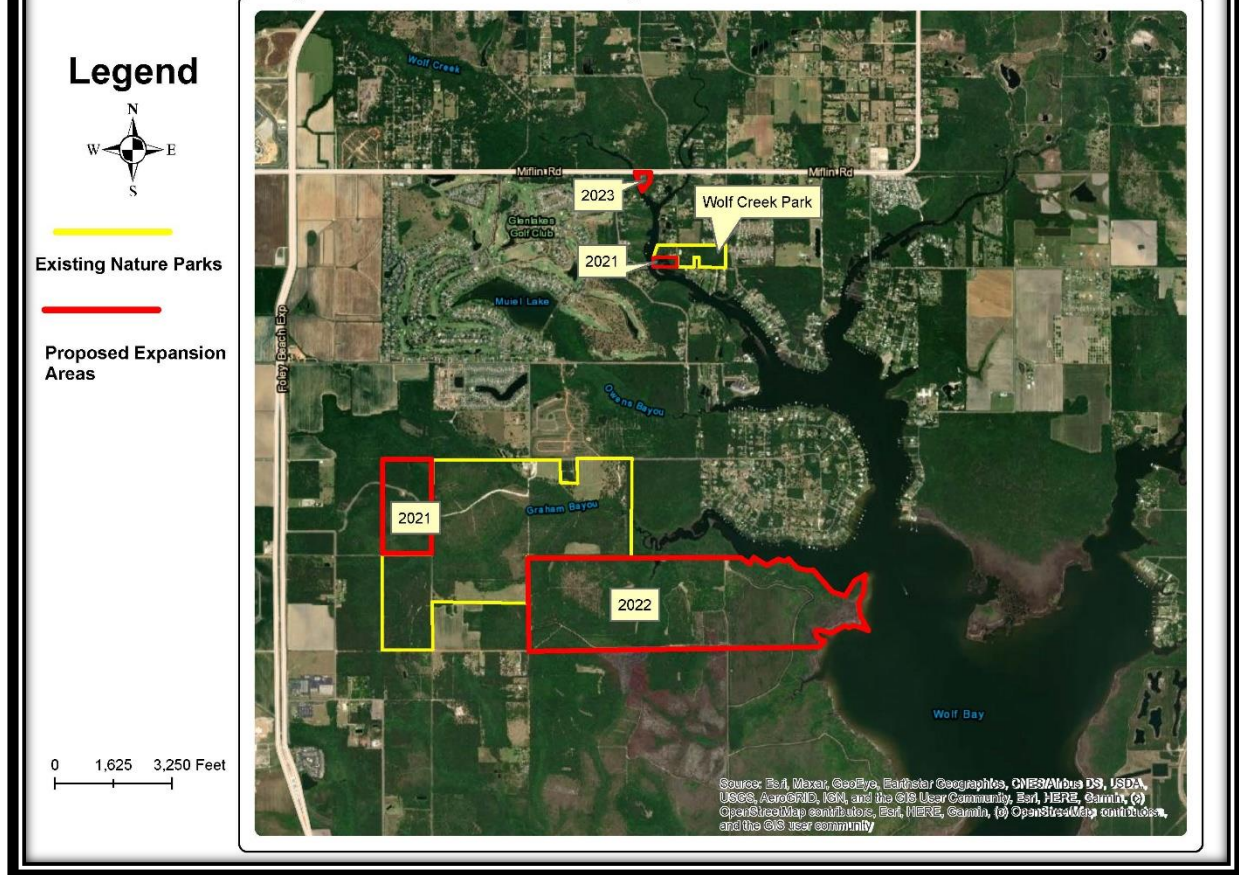 Legend
N
W E
S
Existing Nature Parks
Proposed Expansion
Areas
0 1,625 3,250 Feet
Wolf Creek
Miflin Rd
Miflin Rd
2023
Wolf Creek Park
Glenlakes
Golf Club
2021
Muiel Lake
Foley Beach Exp
Owens Bayou
2021
Graham Bayou
2022
Wolf Bay
Source: Esri, Maxar, GeoEye, Earthstar Geographics, CNES/Airbus DS, USDA,
USGS, AeroGRID, IGN, and the GIS User Community, Esri, HERE, Garmin, (c)
OpenStreetMap contributors, Esri, HERE, Garmin, (c) OpenStreetMap contributors,
and the GIS user community